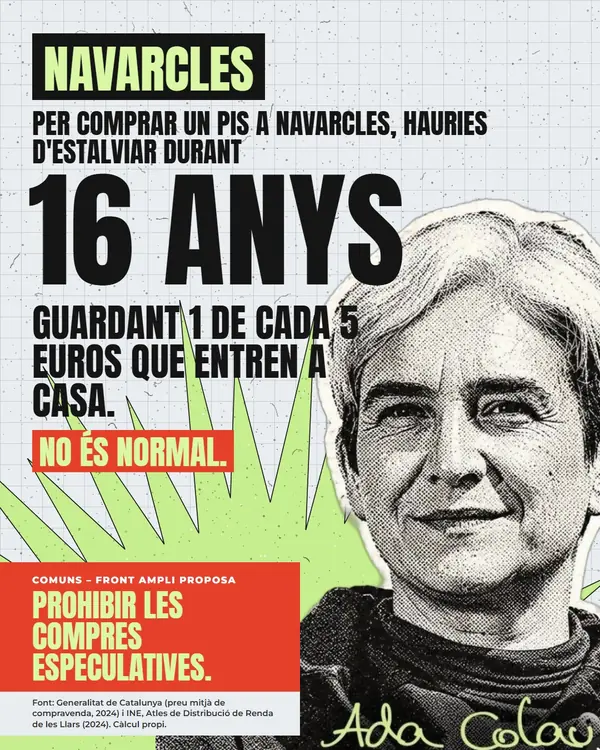 NAVARCLES
PER COMPRAR UN PIS A NAVARCLES, HAURIES
D'ESTALVIAR DURANT
16 ANYS
GUARDANT 1 DE CADA 5
EUROS QUE ENTREN A
CASA.
NO ÉS NORMAL.
COMUNS – FRONT AMPLI PROPOSA
PROHIBIR LES
COMPRES
ESPECULATIVES.
Font: Generalitat de Catalunya (preu mitjà de
compravenda, 2024) i INE, Atles de Distribució de Renda
de les Llars (2024). Càlcul propi.
Ada Colau